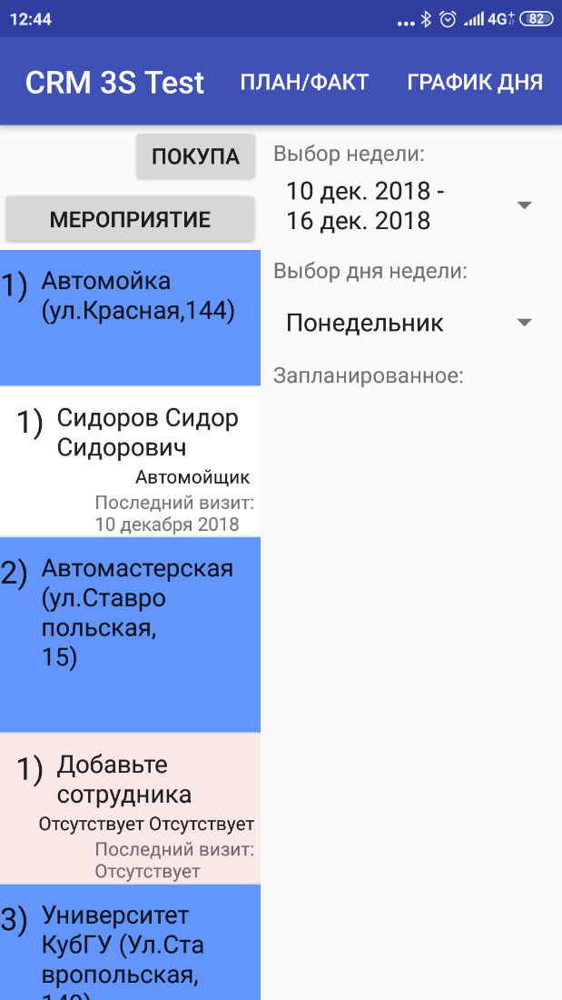 12:44
4G+
82
CRM 3S Test
ПЛАН/ФАКТ
ГРАФИК ДНЯ
ПОКУПА
МЕРОПРИЯТИЕ
1) Автомойка
(ул.Красная,144)
1) Сидоров Сидор
Сидорович
Автомойщик
Последний визит:
10 декабря 2018
2) Автомастерская
(ул.Ставро
польская,
15)
1) Добавьте
сотрудника
Отсутствует Отсутствует
Последний визит:
Отсутствует
3) Университет
КубГУ (Ул.Ста
вропольская,
Выбор недели:
10 дек. 2018 -
16 дек. 2018
Выбор дня недели:
Понедельник
Запланированное: